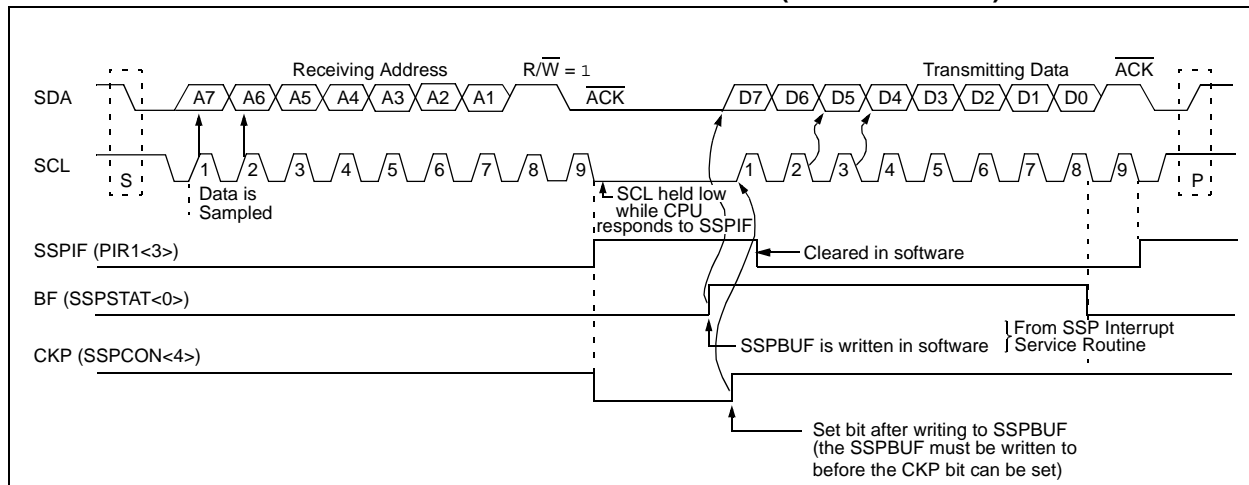 Receiving Address
R/W = 1
Transmitting Data
ACK
SDA
A7 A6 A5 A4 A3 A2 A1
ACK
D7 D6 D5 D4 D3 D2 D1 D0
SCL
S
1 2 3 4 5 6 7 8 9
1 2 3 4 5 6 7 8 9
P
Data is
Sampled
SCL held low
while CPU
responds to SSPIF
SSPIF (PIR1<3>)
Cleared in software
BF (SSPSTAT<0>)
SSPBUF is written in software
From SSP Interrupt
Service Routine
CKP (SSPCON<4>)
Set bit after writing to SSPBUF
(the SSPBUF must be written to
before the CKP bit can be set)